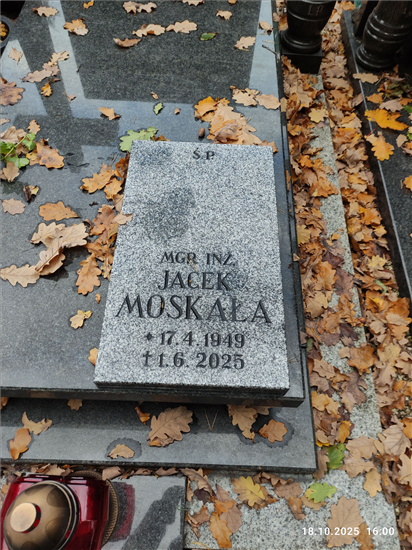 Ś.P.
MGR INŻ.
JACEK
MOSKAŁA
* 17.4.1949
† 1.6.2025
18.10.2025 16:00